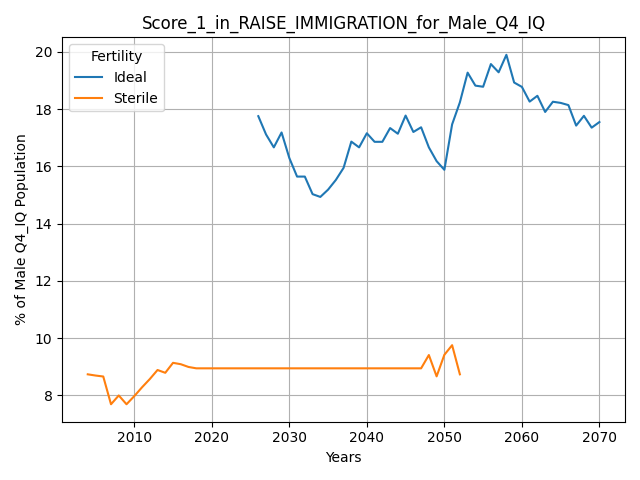 Score_1_in_RAISE_IMMIGRATION_for_Male_Q4_IQ
Fertility
Ideal
Sterile
% of Male Q4_IQ Population
20
18
16
14
12
10
8
2010 2020 2030 2040 2050 2060 2070
Years